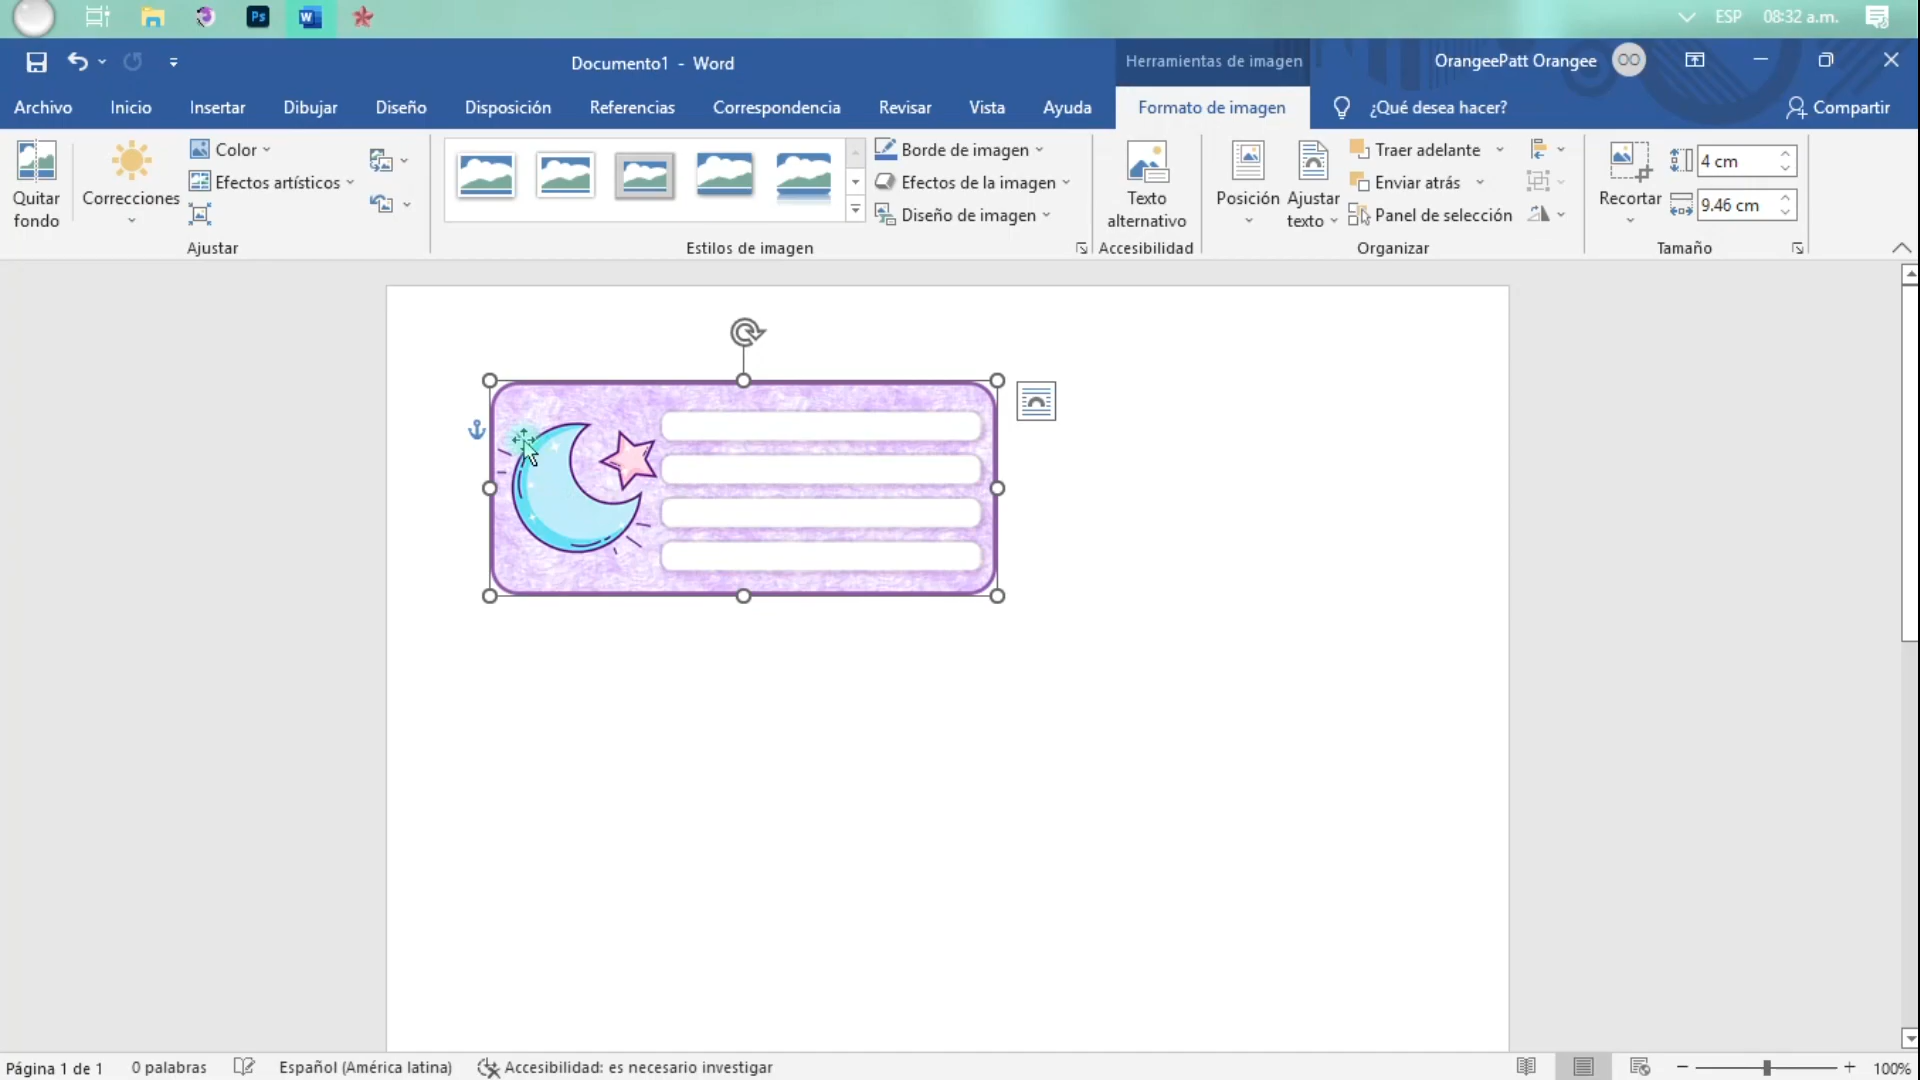 Ps
W
ESP
08:32 a.m.
Documento1 - Word
Herramientas de imagen
OrangeePatt Orangee
OO
Archivo
Inicio
Insertar
Dibujar
Diseño
Disposición
Referencias
Correspondencia
Revisar
Vista
Ayuda
Formato de imagen
¿Qué desea hacer?
Compartir
Quitar
fondo
Correcciones
Color
Efectos artísticos
Ajustar
Estilos de imagen
Borde de imagen
Efectos de la imagen
Diseño de imagen
Texto
alternativo
Accesibilidad
Posición
Ajustar
texto
Traer adelante
Enviar atrás
Panel de selección
Organizar
Recortar
4 cm
9.46 cm
Tamaño
Página 1 de 1
0 palabras
Español (América latina)
Accesibilidad: es necesario investigar
100%